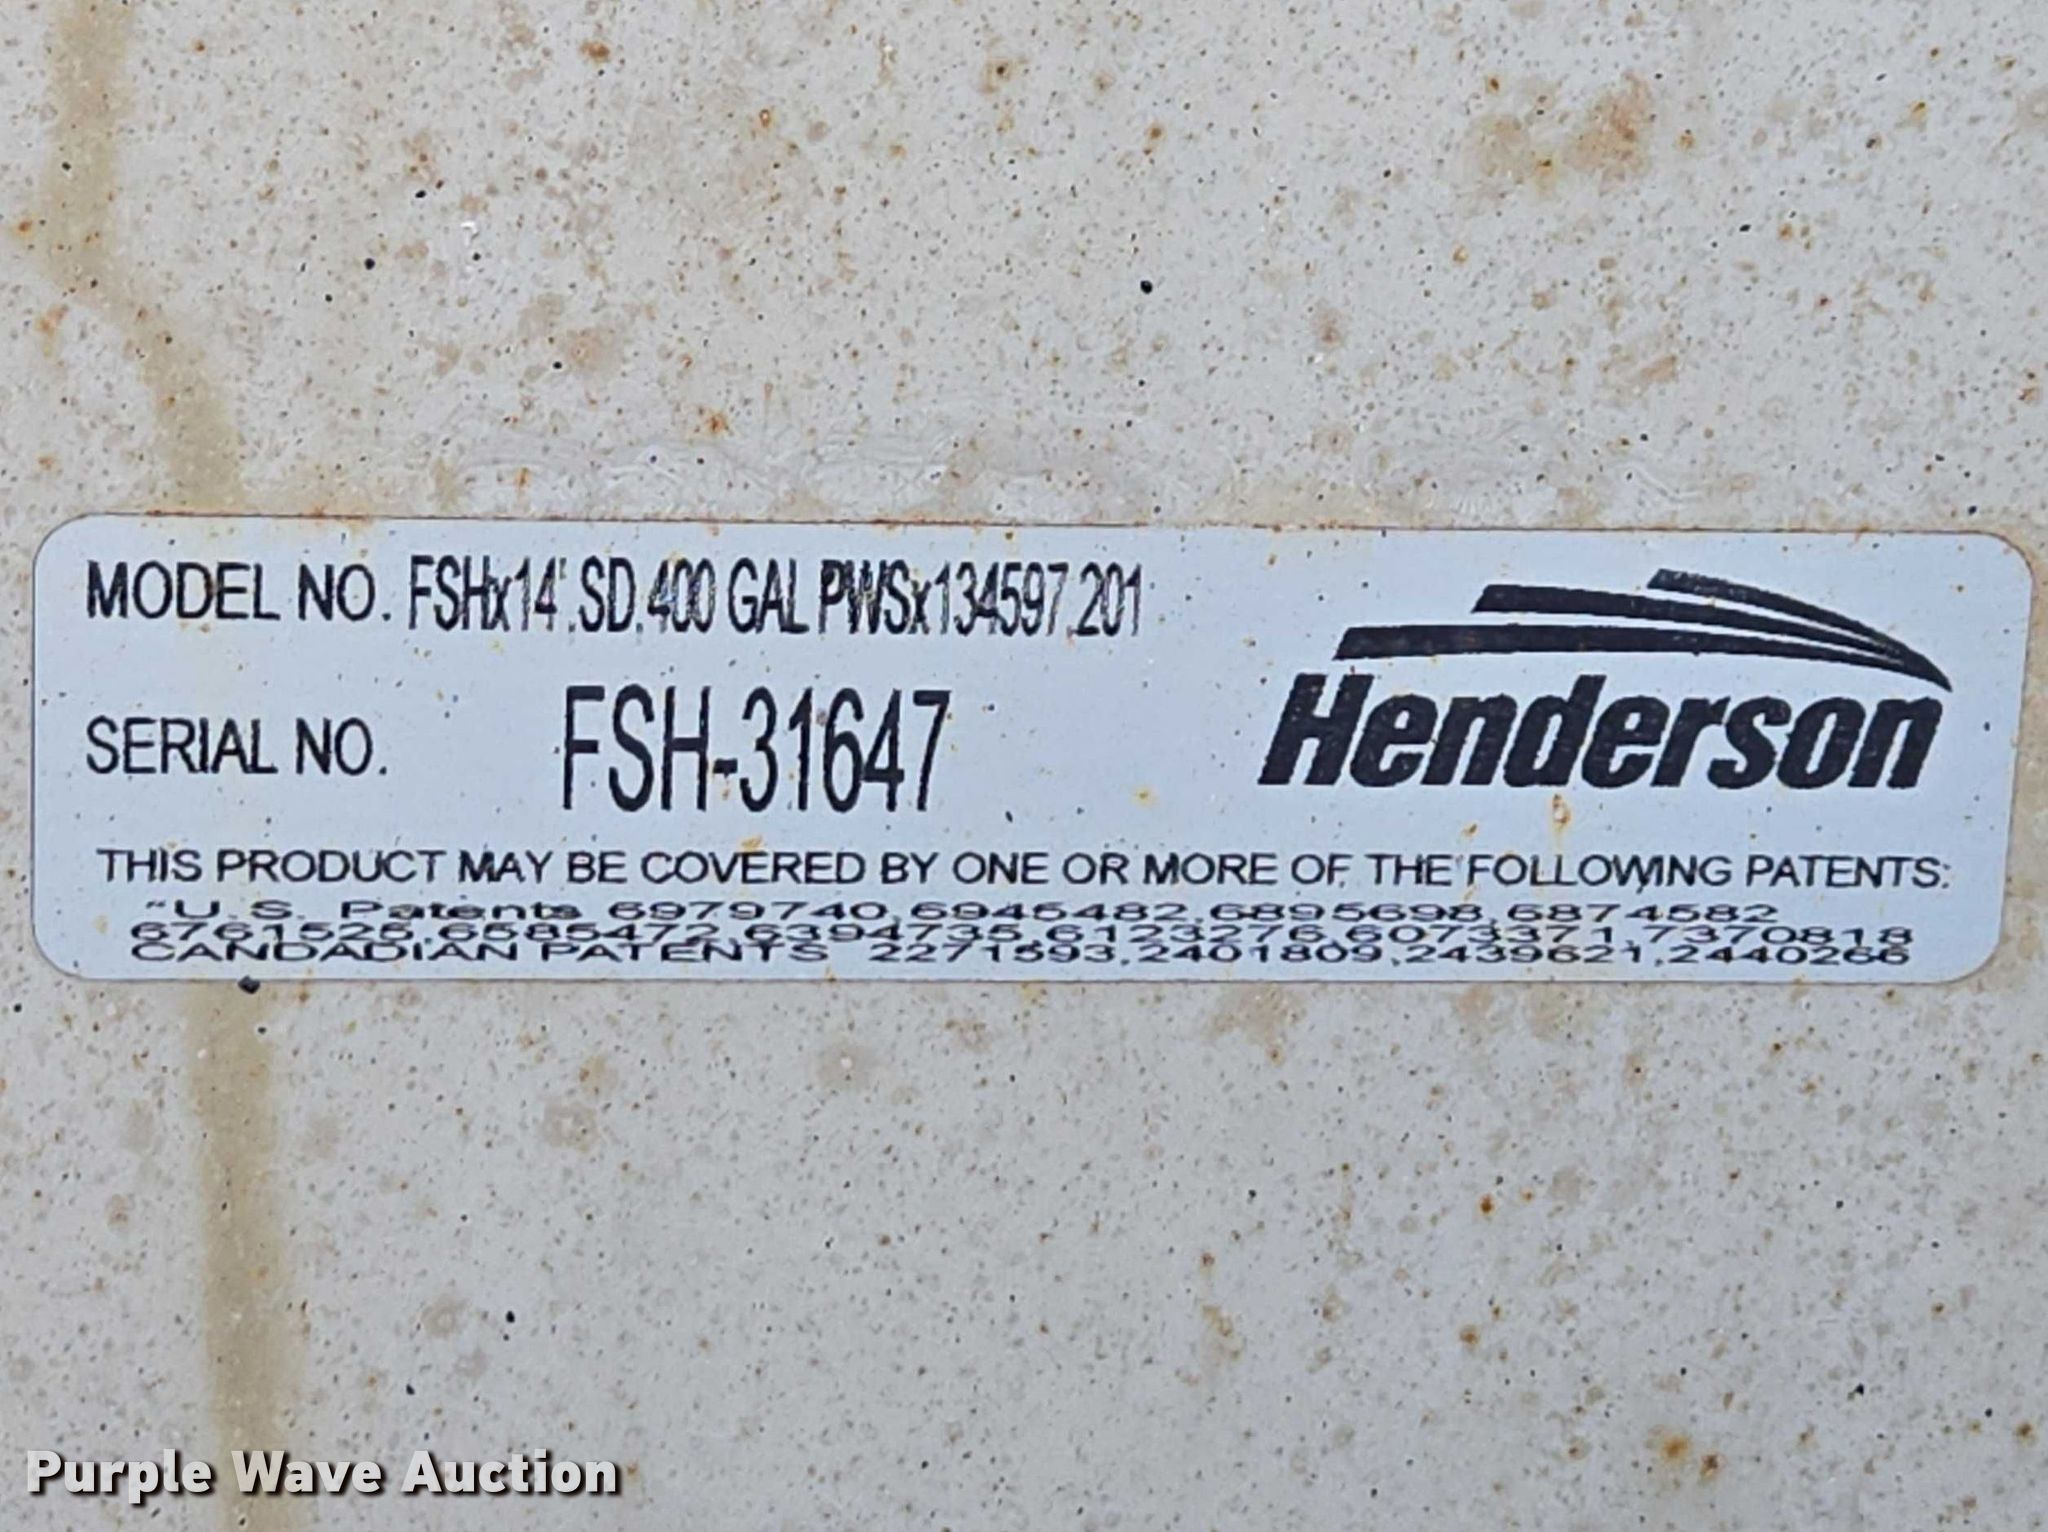 MODEL NO. FSHx14'.SD.400 GAL PWSx134597.201
SERIAL NO. FSH-31647
Henderson
THIS PRODUCT MAY BE COVERED BY ONE OR MORE OF THE FOLLOWING PATENTS:
"U.S. Patents 6979740,6945482,6895698,6874582
6761525,6585472,6394735,6123276,6073371,7370818
CANDADIAN PATENTS 2271593,2401809,2439621,2440266
Purple Wave Auction